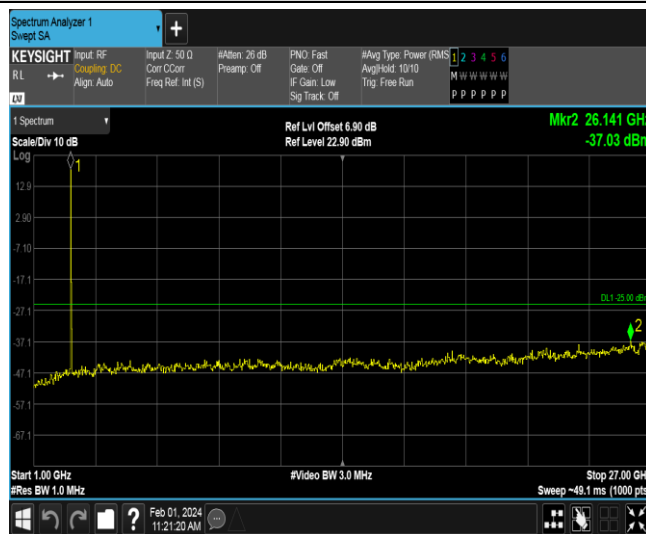 Spectrum Analyzer 1
Swept SA
+
KEYSIGHT
RL
LXI
Input: RF
Coupling: DC
Align: Auto
Input Z: 50 Ω
Corr CCorr
Freq Ref: Int (S)
#Atten: 26 dB
Preamp: Off
PNO: Fast
Gate: Off
IF Gain: Low
Sig Track: Off
#Avg Type: Power (RMS
Avg|Hold: 10/10
Trig: Free Run
1 2 3 4 5 6
M W W W W W
P P P P P P
1 Spectrum
Scale/Div 10 dB
Log
Ref Lvl Offset 6.90 dB
Ref Level 22.90 dBm
Mkr2 26.141 GHz
-37.03 dBm
1
12.9
2.90
-7.10
-17.1
DL1 -25.00 dBm
-27.1
2
-37.1
-47.1
-57.1
-67.1
Start 1.00 GHz
#Video BW 3.0 MHz
Stop 27.00 GHz
#Res BW 1.0 MHz
Sweep ~49.1 ms (1000 pts
?
Feb 01, 2024
11:21:20 AM